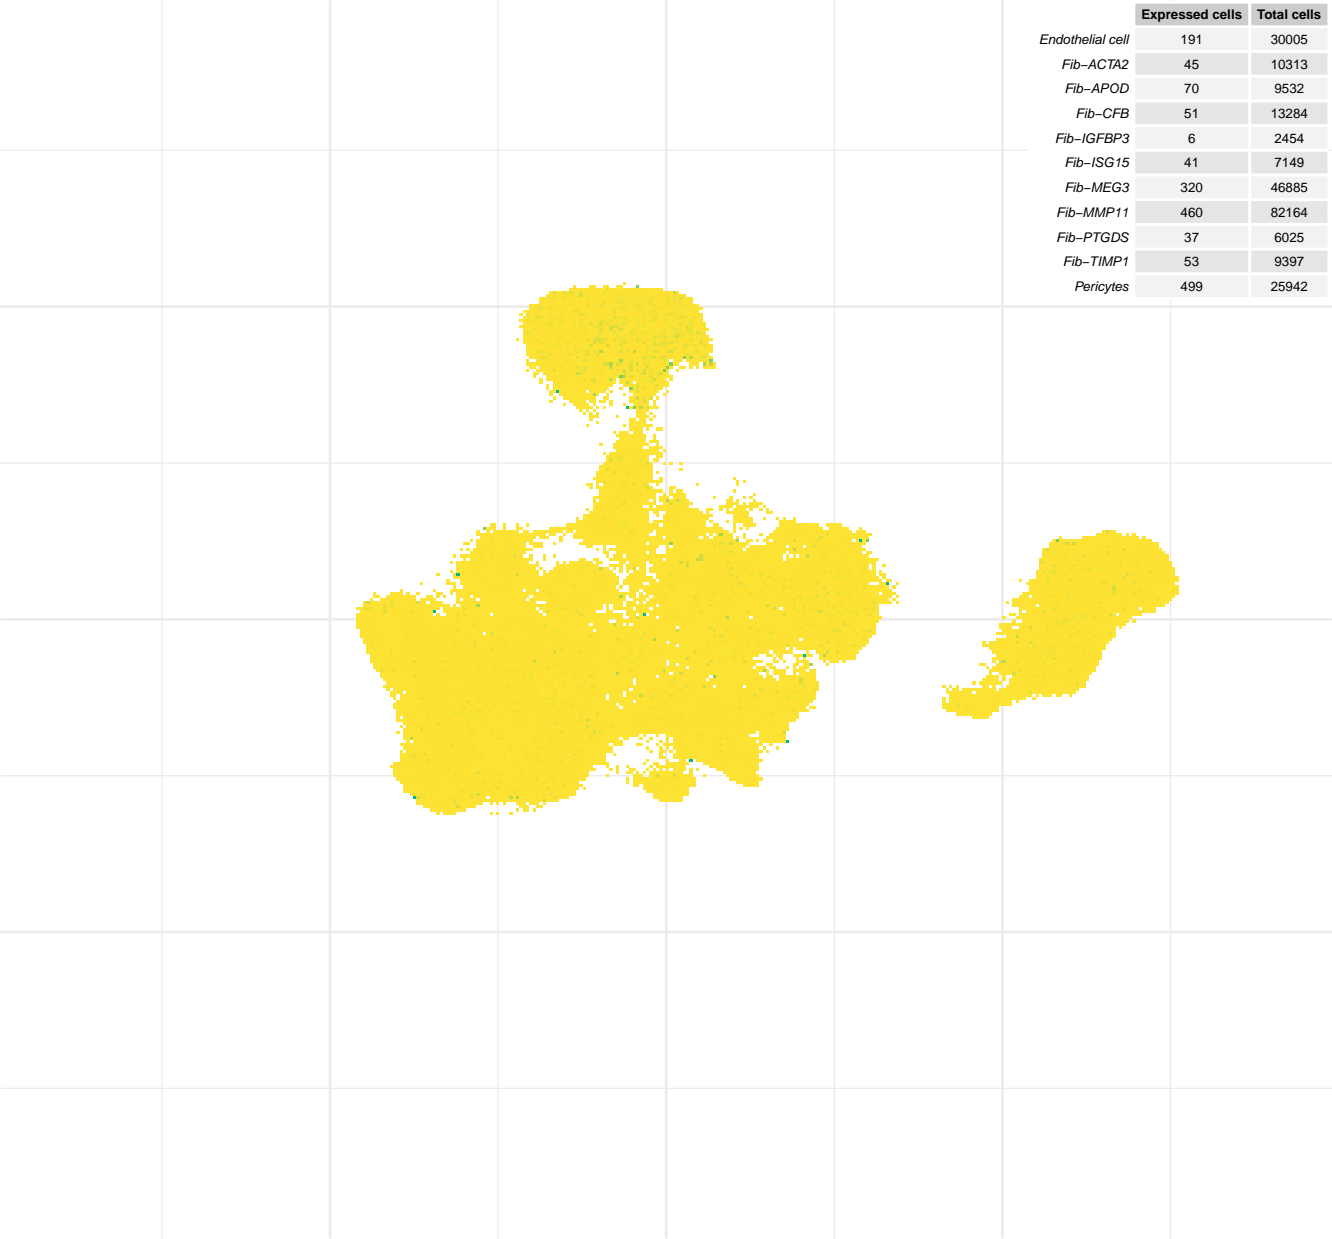 Expressed cells Total cells
Endothelial cell 191 30005
Fib−ACTA2 45 10313
Fib−APOD 70 9532
Fib−CFB 51 13284
Fib−IGFBP3 6 2454
Fib−ISG15 41 7149
Fib−MEG3 320 46885
Fib−MMP11 460 82164
Fib−PTGDS 37 6025
Fib−TIMP1 53 9397
Pericytes 499 25942